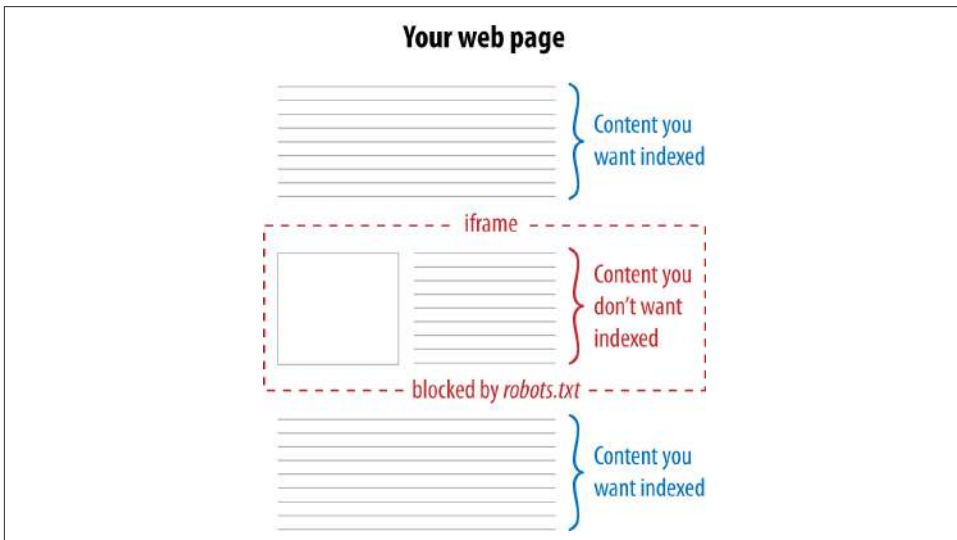 Your web page
Content you
want indexed
iframe
Content you
don't want
indexed
blocked by robots.txt
Content you
want indexed